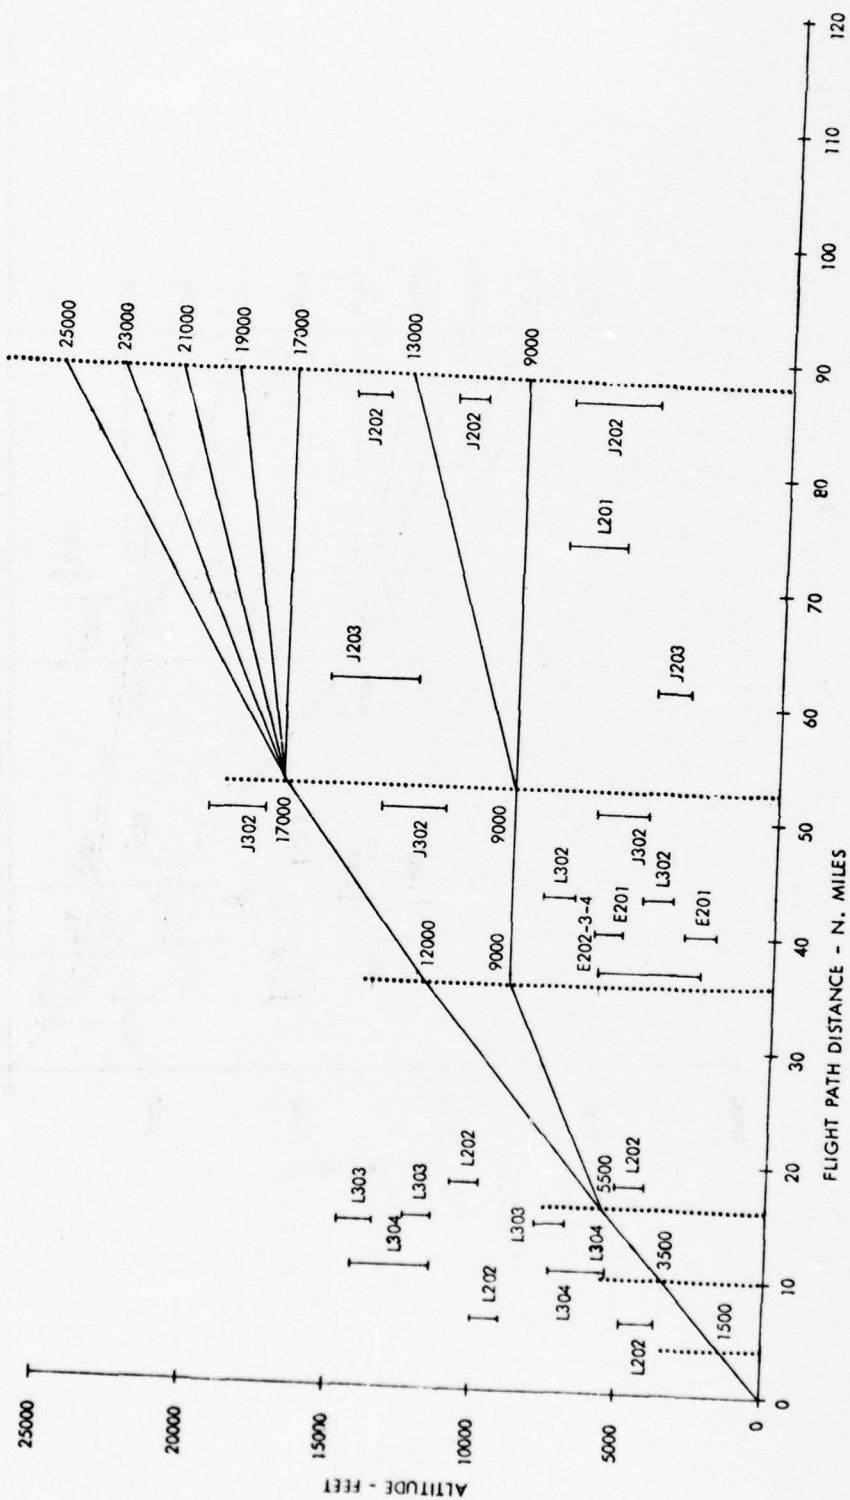 ALTITUDE - FEET
25000
20000
15000
10000
5000
0
0
10
20
30
40
50
60
70
80
90
100
110
120
FLIGHT PATH DISTANCE - N. MILES
25000
23000
21000
19000
17000
13000
9000
17000
12000
9000
9000
5500
3500
1500
L202
L202
L304
L304
L304
L303
L303
L303
L202
L202
E202-3-4
E201
E201
L302
L302
J302
J302
J302
J203
J203
L201
J202
J202
J202